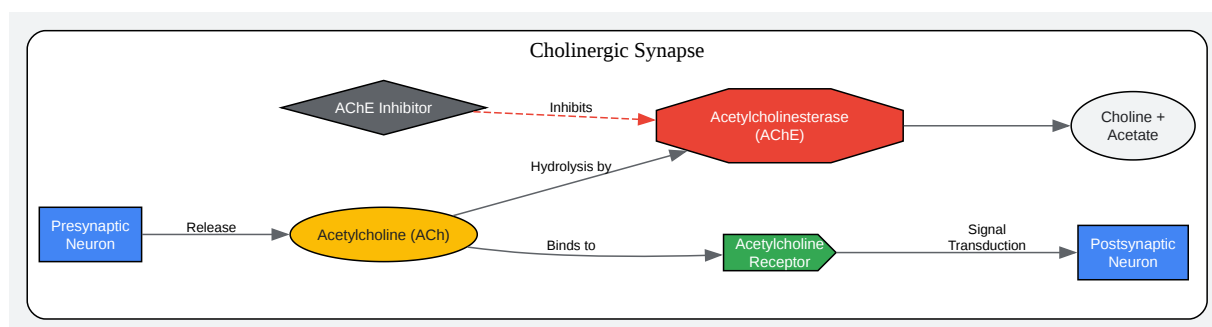 Cholinergic Synapse
AChE Inhibitor
Inhibits
Acetylcholinesterase
(AChE)
Choline +
Acetate
Hydrolysis by
Presynaptic
Neuron
Release
Acetylcholine (ACh)
Binds to
Acetylcholine
Receptor
Signal
Transduction
Postsynaptic
Neuron